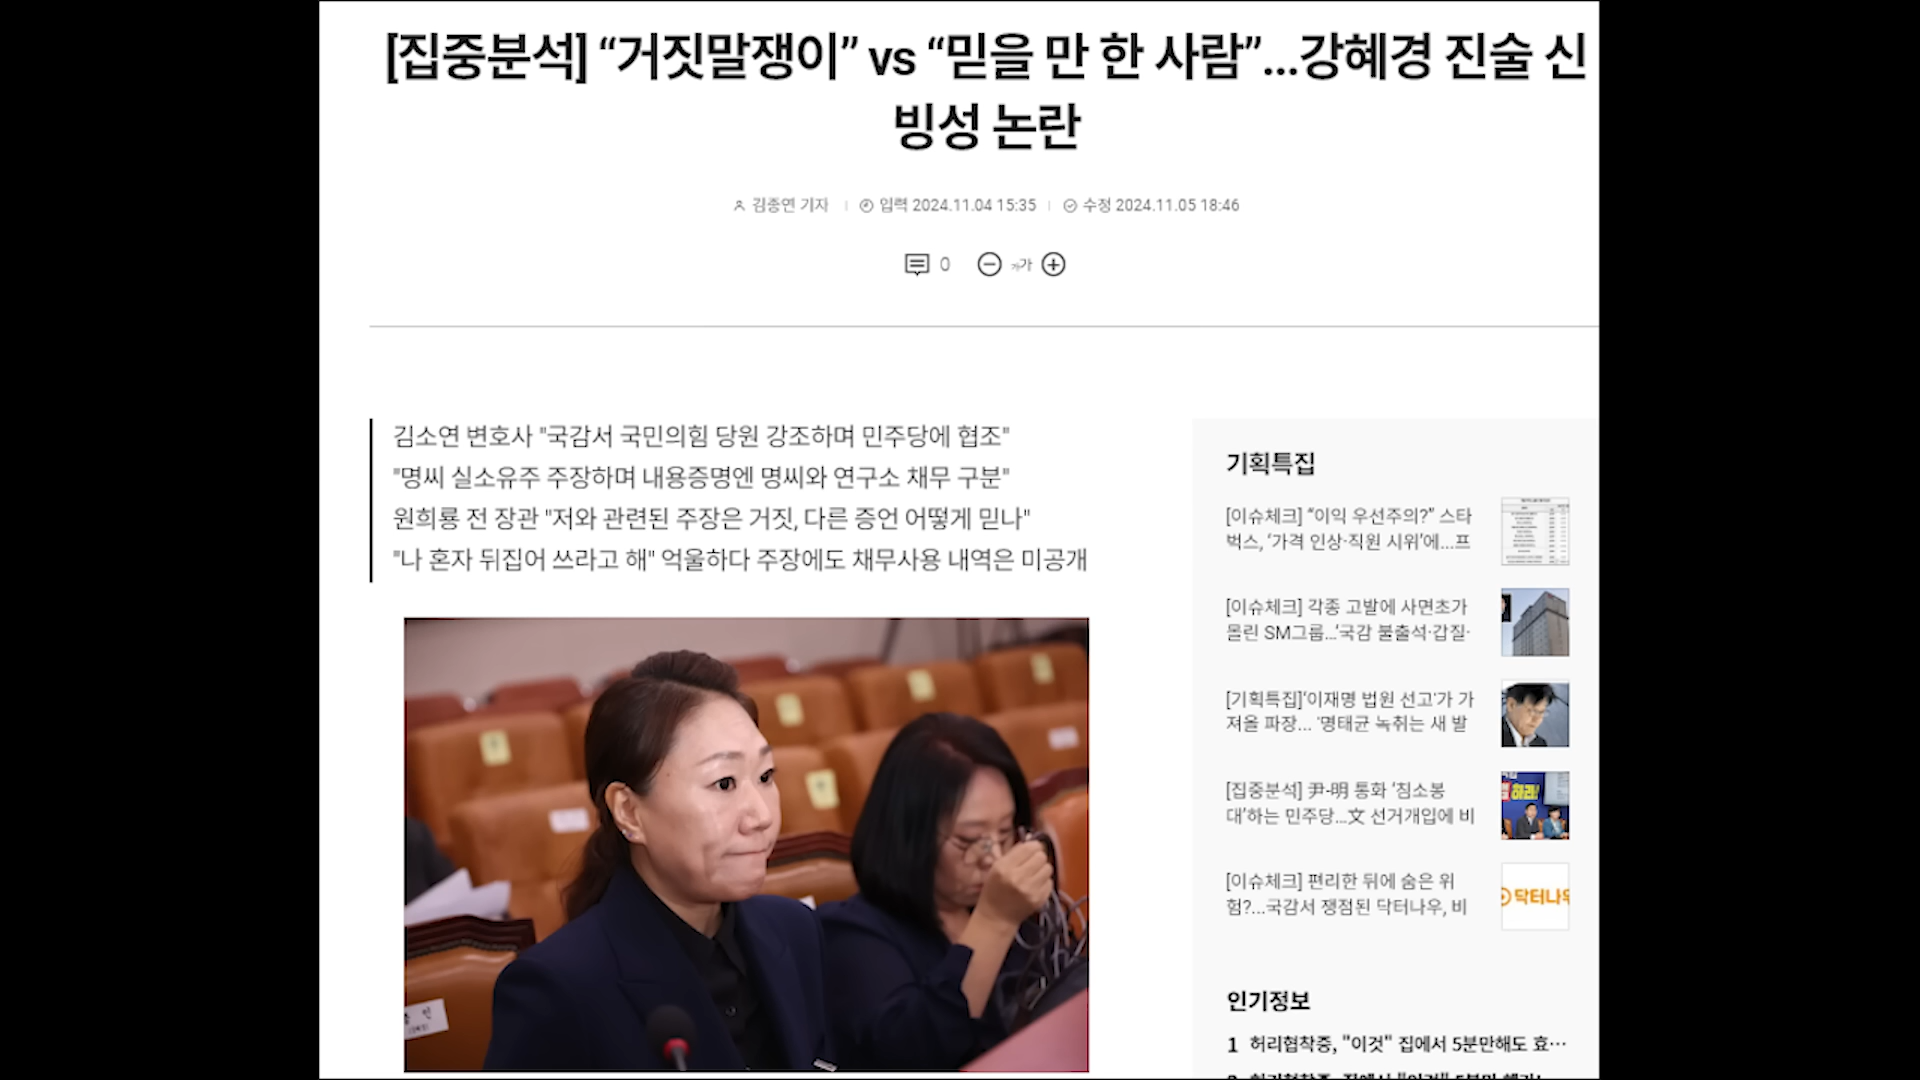 [집중분석] “거짓말쟁이” vs “믿을 만 한 사람”...강혜경 진술 신
빙성 논란
김종연 기자
입력 2024.11.04 15:35
수정 2024.11.05 18:46
0
가가
김소연 변호사 "국감서 국민의힘 당원 강조하며 민주당에 협조"
"명씨 실소유주 주장하며 내용증명엔 명씨와 연구소 채무 구분"
원희룡 전 장관 "저와 관련된 주장은 거짓, 다른 증언 어떻게 믿나"
"나 혼자 뒤집어 쓰라고 해" 억울하다 주장에도 채무사용 내역은 미공개
기획특집
[이슈체크] “이익 우선주의?” 스타
벅스, ‘가격 인상·직원 시위’에...프
[이슈체크] 각종 고발에 사면초가
몰린 SM그룹...‘국감 불출석·갑질·
[기획특집]‘이재명 법원 선고’가 가
져올 파장... ‘명태균 녹취는 새 발
[집중분석] 尹-明 통화 ‘침소봉
대’하는 민주당...文 선거개입에 비
하라!
[이슈체크] 편리한 뒤에 숨은 위
험?...국감서 쟁점된 닥터나우, 비
닥터나우
인기정보
1 허리협착증, "이것" 집에서 5분만해도 효…